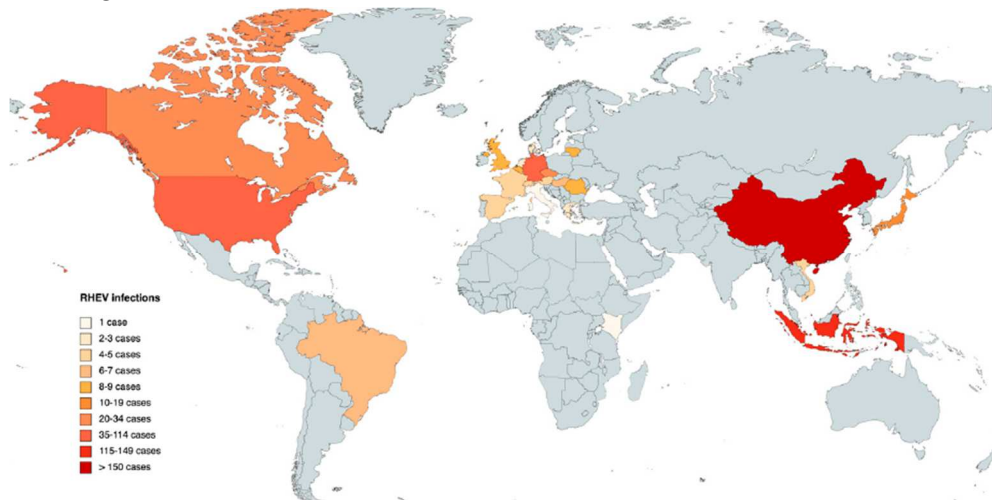 RHEV infections
1 case
2-3 cases
4-5 cases
6-7 cases
8-9 cases
10-19 cases
20-34 cases
35-114 cases
115-149 cases
> 150 cases